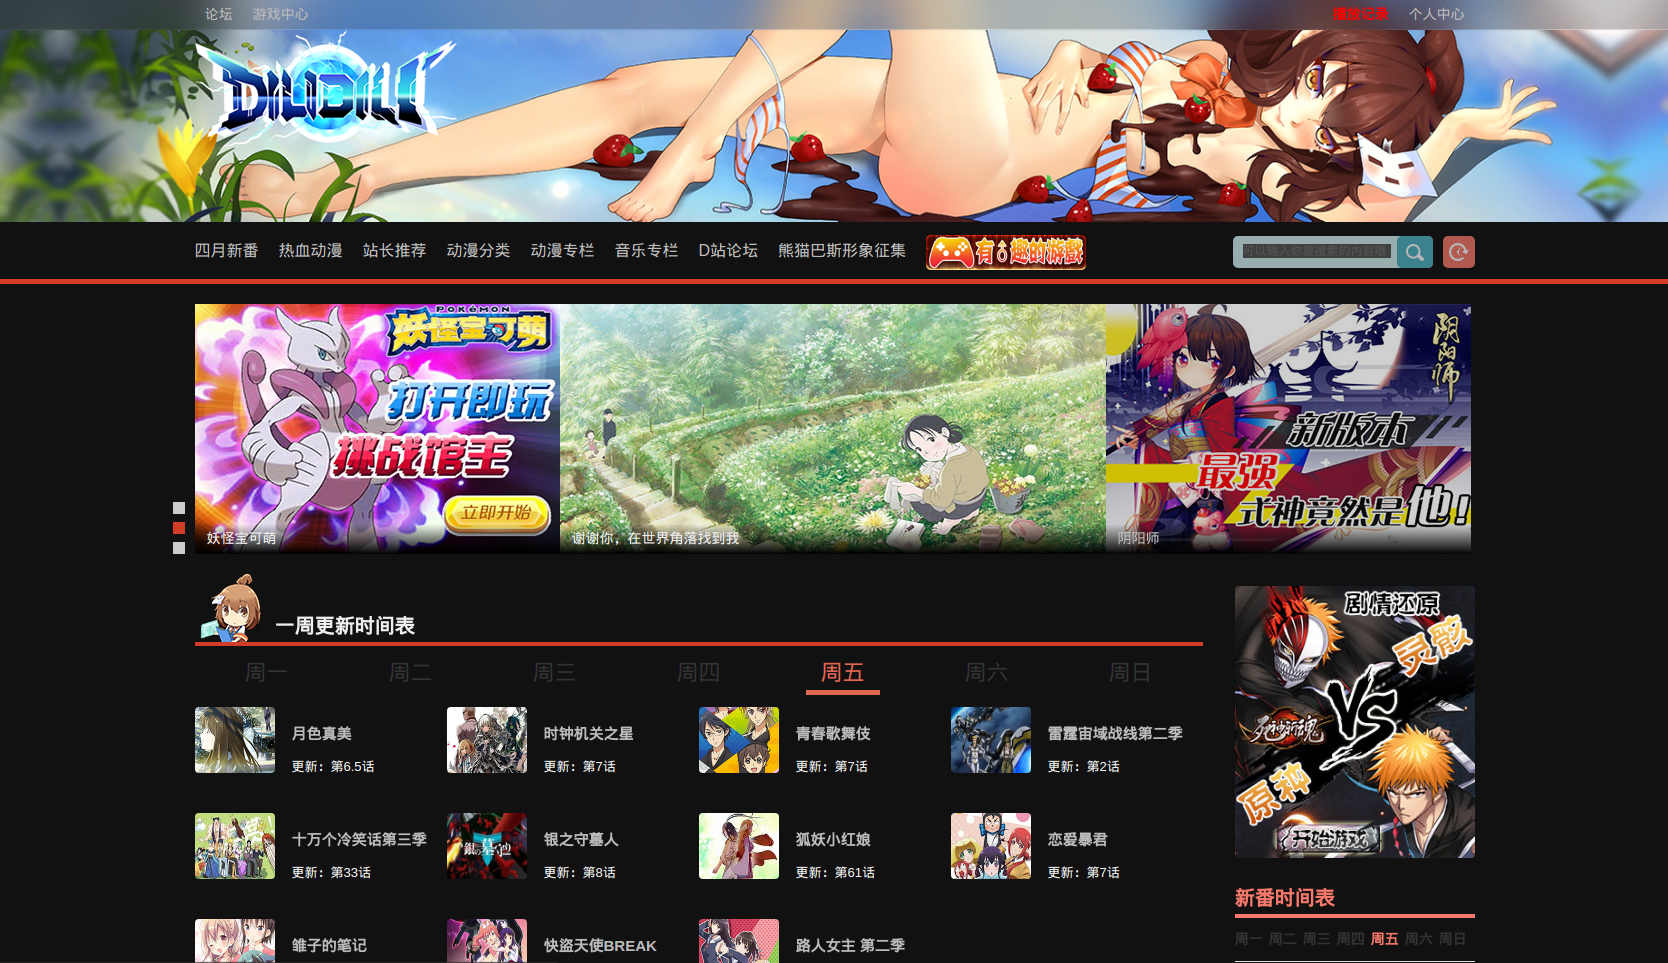 论坛 游戏中心 播放记录 个人中心
DILIDILI
四月新番 热血动漫 站长推荐 动漫分类 动漫专栏 音乐专栏 D站论坛 熊猫巴斯形象征集 有♂趣的游戲
POKéMON
妖怪宝可萌
打开即玩
挑战馆主
立即开始
妖怪宝可萌
谢谢你，在世界角落找到我
阴阳师
新版本
最强
式神竟然是他！
阴阳师
一周更新时间表
周一 周二 周三 周四 周五 周六 周日
月色真美
更新：第6.5话
时钟机关之星
更新：第7话
青春歌舞伎
更新：第7话
雷霆宙域战线第二季
更新：第2话
十万个冷笑话第三季
更新：第33话
银之守墓人
更新：第8话
狐妖小红娘
更新：第61话
恋爱暴君
更新：第7话
雏子的笔记
快盗天使BREAK
路人女主 第二季
剧情还原
灵骸
VS
原神
开始游戏
新番时间表
周一 周二 周三 周四 周五 周六 周日